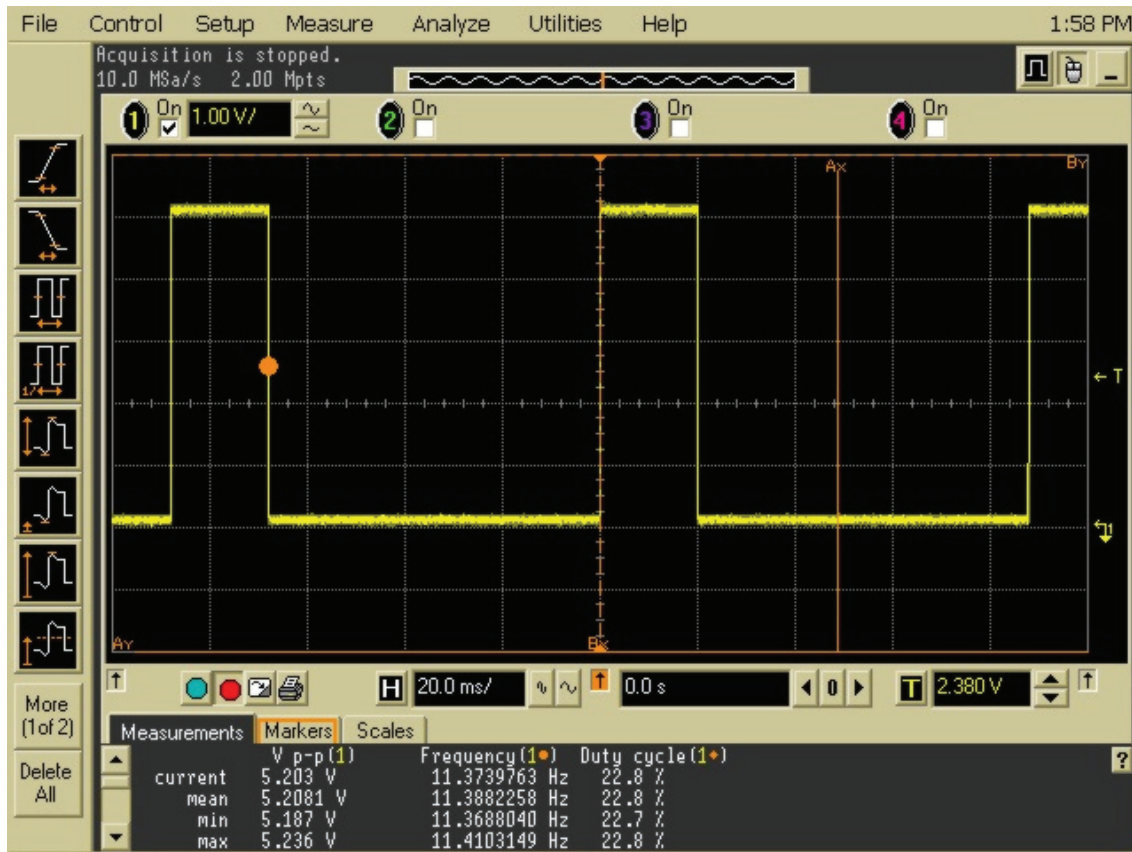 File Control Setup Measure Analyze Utilities Help 1:58 PM
Acquisition is stopped.
10.0 MSa/s 2.00 Mpts
1 On 1.00 V/ 2 On 3 On 4 On
Ax By
← T
1
Ay Bx
More
(1of 2)
Delete
All
H 20.0 ms/ 0.0 s 0 T 2.380 V
Measurements Markers Scales
V p-p(1) Frequency(1●) Duty cycle(1◆)
current 5.203 V 11.3739763 Hz 22.8 %
mean 5.2081 V 11.3882258 Hz 22.8 %
min 5.187 V 11.3688040 Hz 22.7 %
max 5.236 V 11.4103149 Hz 22.8 %
?
1/